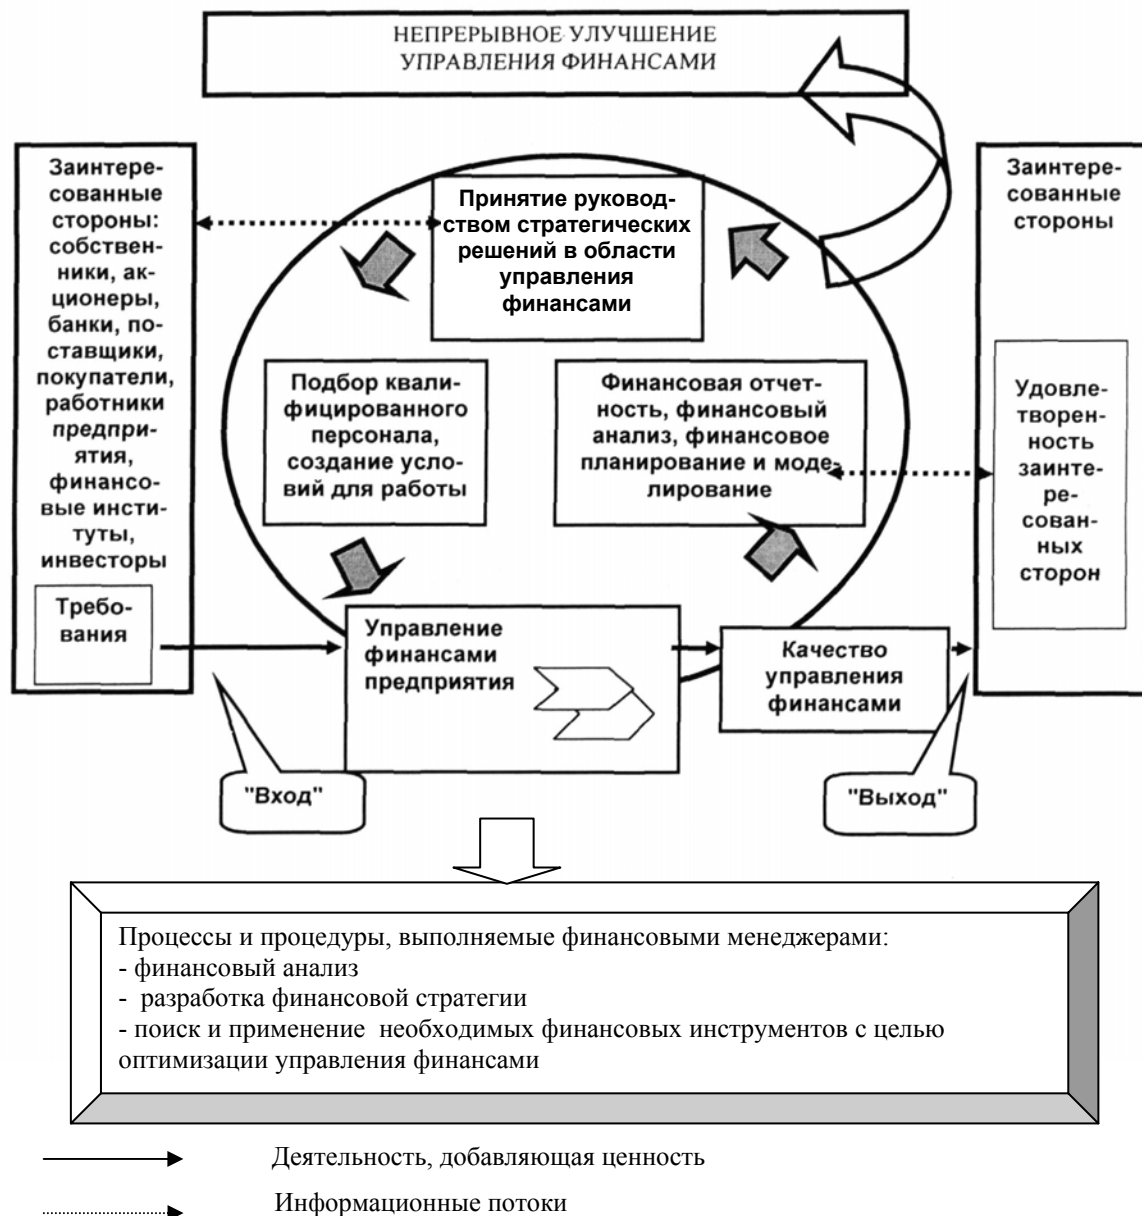 НЕПРЕРЫВНОЕ УЛУЧШЕНИЕ
УПРАВЛЕНИЯ ФИНАНСАМИ
Заинтере-
сованные
стороны:
собствен-
ники, ак-
ционеры,
банки, по-
ставщики,
покупатели,
работники
предпри-
ятия,
финансо-
вые инсти-
туты,
инвесторы
Требо-
вания
Принятие руковод-
ством стратегических
решений в области
управления
финансами
Подбор квали-
фицированного
персонала,
создание усло-
вий для работы
Финансовая отчет-
ность, финансовый
анализ, финансовое
планирование и моде-
лирование
Заинтере-
сованные
стороны
Удовле-
творен-
ность
заинте-
ре-
сован-
ных
сторон
Управление
финансами
предприятия
Качество
управления
финансами
"Вход"
"Выход"
Процессы и процедуры, выполняемые финансовыми менеджерами:
- финансовый анализ
- разработка финансовой стратегии
- поиск и применение необходимых финансовых инструментов с целью
оптимизации управления финансами
Деятельность, добавляющая ценность
Информационные потоки